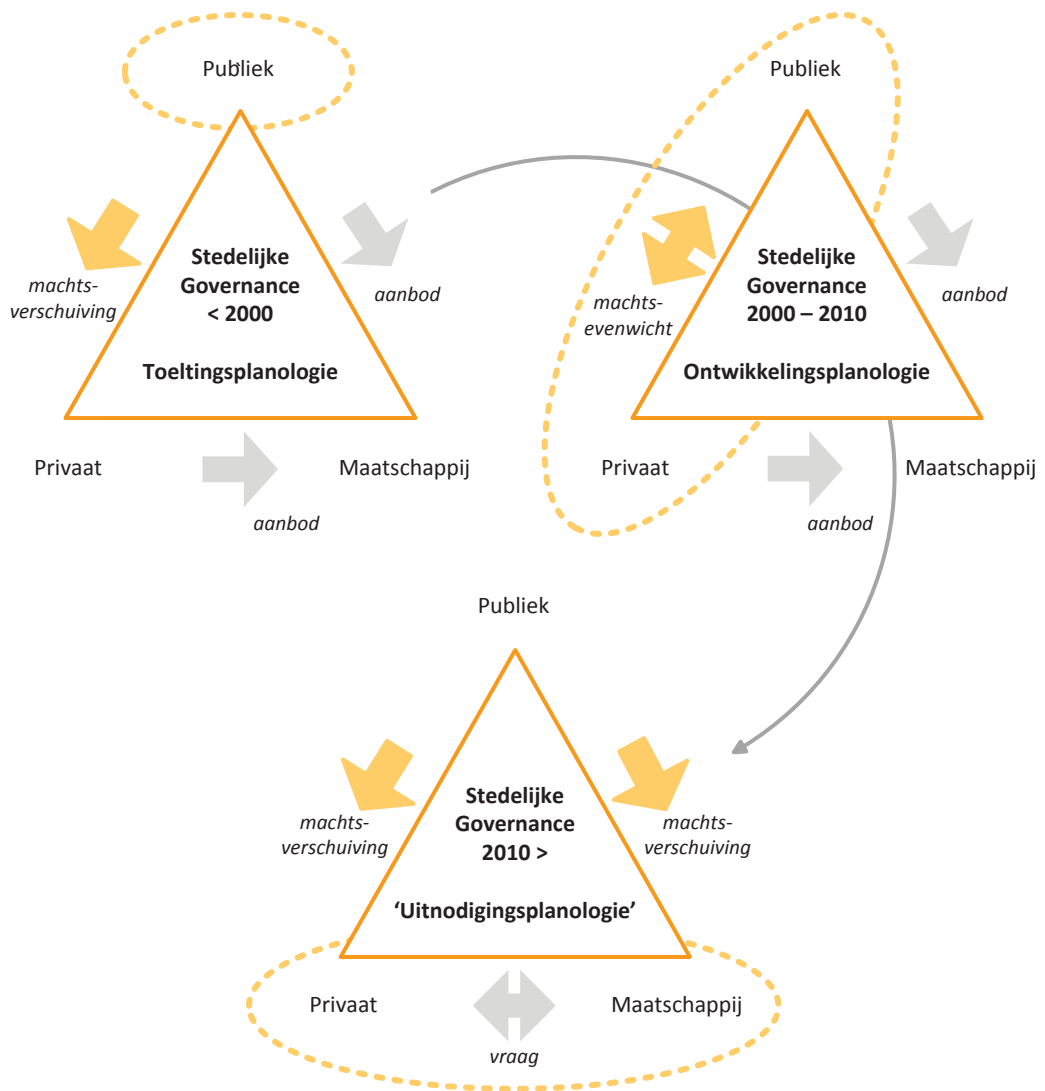 Publiek
machts-
verschuiving
Stedelijke
Governance
< 2000
Toeltingsplanologie
aanbod
Privaat
Maatschappij
aanbod
Publiek
machts-
evenwicht
Stedelijke
Governance
2000 – 2010
Ontwikkelingsplanologie
aanbod
Privaat
Maatschappij
aanbod
Publiek
machts-
verschuiving
Stedelijke
Governance
2010 >
‘Uitnodigingsplanologie’
machts-
verschuiving
Privaat
Maatschappij
vraag